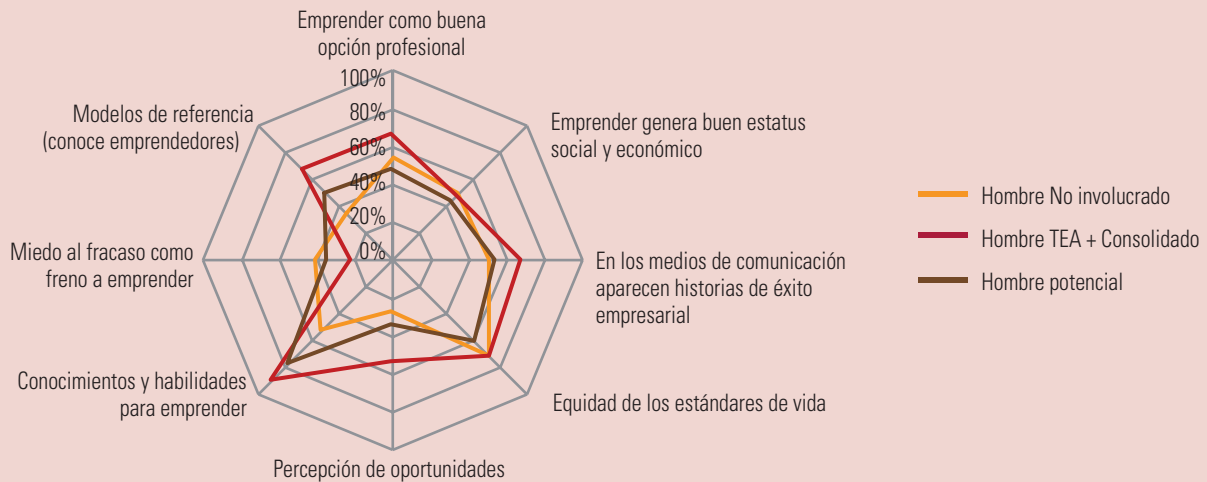 Emprender como buena
opción profesional
100%
80%
60%
40%
20%
0%
Modelos de referencia
(conoce emprendedores)
Emprender genera buen estatus
social y económico
Miedo al fracaso como
freno a emprender
En los medios de comunicación
aparecen historias de éxito
empresarial
Conocimientos y habilidades
para emprender
Equidad de los estándares de vida
Percepción de oportunidades
Hombre No involucrado
Hombre TEA + Consolidado
Hombre potencial